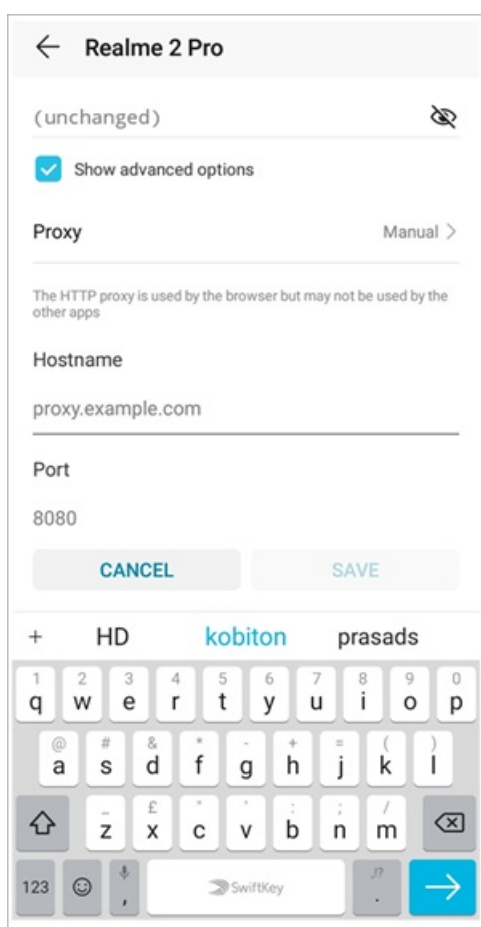 Realme 2 Pro
(unchanged)
Show advanced options
Proxy Manual
The HTTP proxy is used by the browser but may not be used by the
other apps
Hostname
proxy.example.com
Port
8080
CANCEL SAVE
+ HD kobiton prasads
1 2 3 4 5 6 7 8 9 0
q w e r t y u i o p
@ # & * - + = ( )
a s d f g h j k l
_ £ " ' : ; /
z x c v b n m
123 , SwiftKey ,!? .